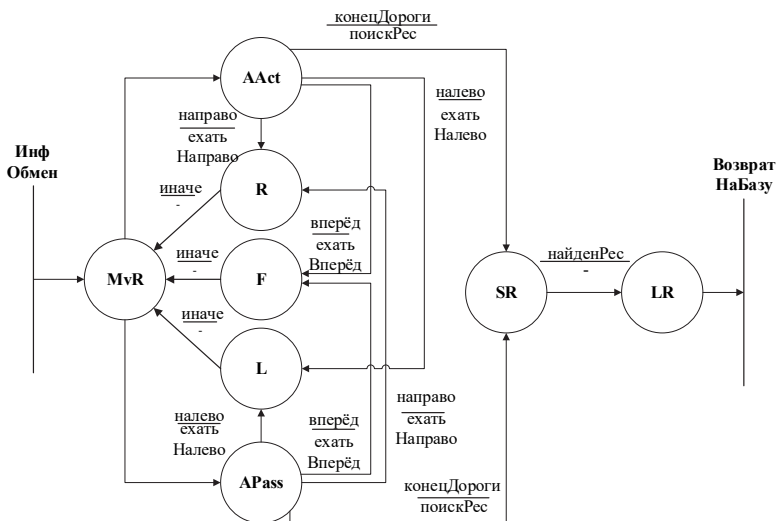 конецДороги
поискРес
AAct
направо
ехать
Направо
налево
ехать
Налево
Инф
Обмен
Возврат
НаБазу
иначе
-
R
вперёд
ехать
Вперёд
иначе
-
MvR
F
найденРес
-
SR
LR
иначе
-
L
налево
ехать
Налево
вперёд
ехать
Вперёд
направо
ехать
Направо
APass
конецДороги
поискРес